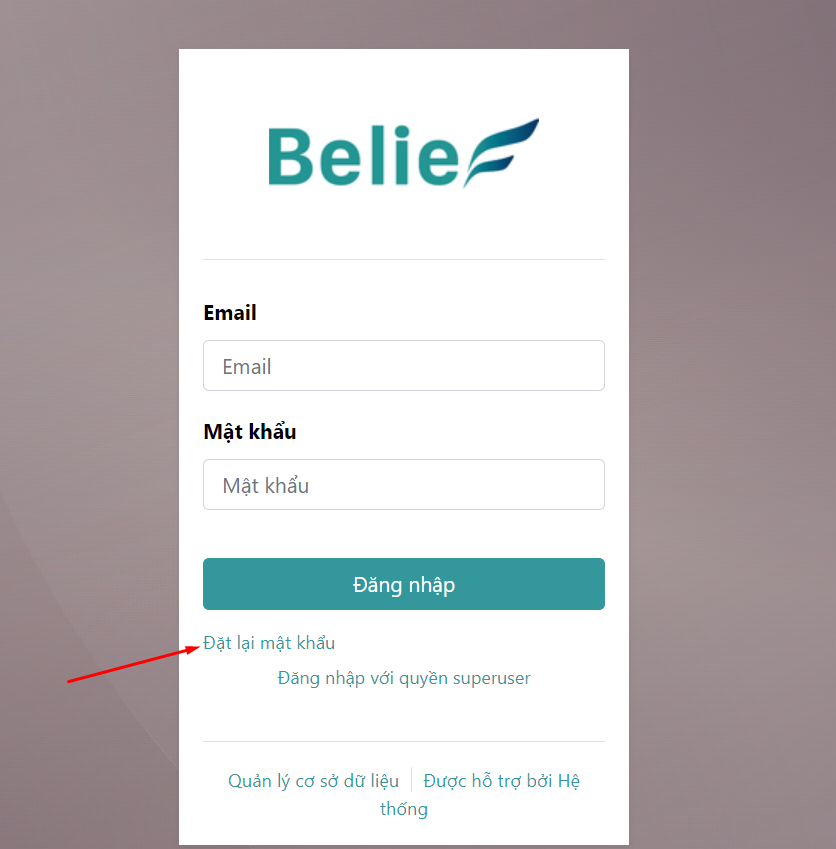 Belief
Email
Email
Mật khẩu
Mật khẩu
Đăng nhập
Đặt lại mật khẩu
Đăng nhập với quyền superuser
Quản lý cơ sở dữ liệu Được hỗ trợ bởi Hệ
thống